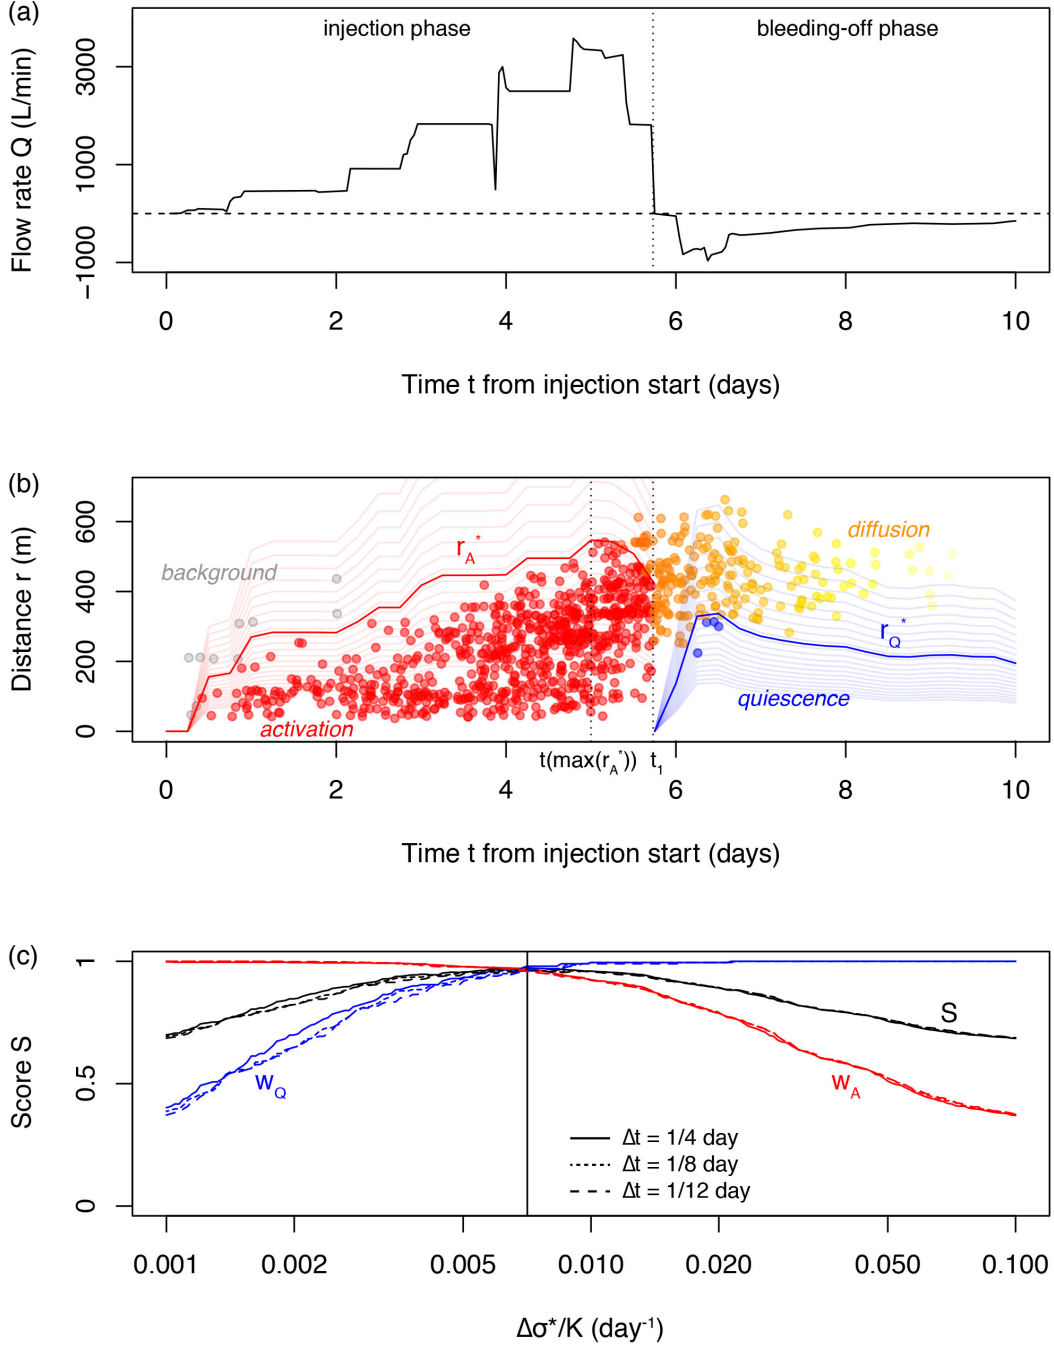 (a)
injection phase
bleeding-off phase
Flow rate Q (L/min)
3000
1000
−1000
0 2 4 6 8 10
Time t from injection start (days)
(b)
Distance r (m)
600
400
200
0
background
r_A^*
diffusion
r_Q^*
quiescence
activation
t(max(r_A^*)) t_1
0 2 4 6 8 10
Time t from injection start (days)
(c)
Score S
1
0.5
0
S
w_Q
w_A
Δt = 1/4 day
Δt = 1/8 day
Δt = 1/12 day
0.001 0.002 0.005 0.010 0.020 0.050 0.100
Δσ*/K (day⁻¹)